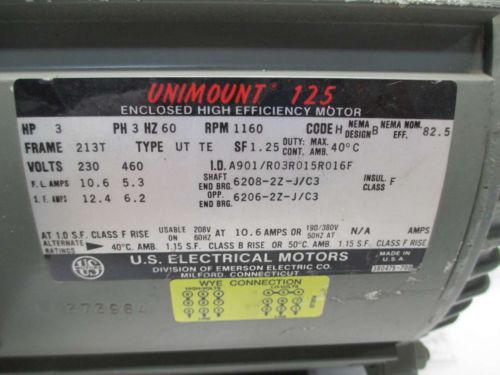 UNIMOUNT® 125
ENCLOSED HIGH EFFICIENCY MOTOR
HP 3 PH 3 HZ 60 RPM 1160 CODE H NEMA DESIGN B NEMA NOM. EFF. 82.5
FRAME 213T TYPE UT TE SF 1.25 DUTY: MAX. CONT. AMB. 40°C
VOLTS 230 460 I.D. A901/R03R015R016F
F.L. AMPS 10.6 5.3 SHAFT END BRG. 6208-2Z-J/C3 INSUL. CLASS F
S.F. AMPS 12.4 6.2 OPP. END BRG. 6206-2Z-J/C3
AT 1.0 S.F. CLASS F RISE USABLE ON 208V 60HZ AT 10.6 AMPS OR 190/380V 50HZ AT N/A AMPS
ALTERNATE RATINGS 40°C. AMB. 1.15 S.F. CLASS B RISE OR 50°C. AMB. 1.15 S.F. CLASS F RISE
U.S. ELECTRICAL MOTORS
DIVISION OF EMERSON ELECTRIC CO.
MILFORD, CONNECTICUT
MADE IN U.S.A.
WYE CONNECTION
HIGH VOLTS
LO VOLTS
LINE